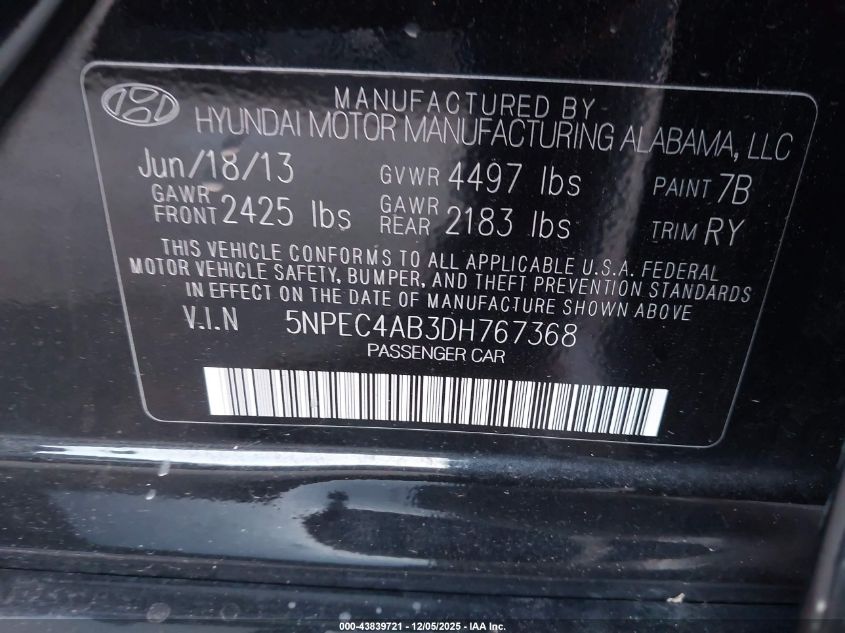 MANUFACTURED BY
HYUNDAI MOTOR MANUFACTURING ALABAMA, LLC
Jun/18/13 GVWR 4497 lbs PAINT 7B
GAWR FRONT 2425 lbs GAWR REAR 2183 lbs TRIM RY
THIS VEHICLE CONFORMS TO ALL APPLICABLE U.S.A. FEDERAL
MOTOR VEHICLE SAFETY, BUMPER, AND THEFT PREVENTION STANDARDS
IN EFFECT ON THE DATE OF MANUFACTURE SHOWN ABOVE
V.I.N 5NPEC4AB3DH767368
PASSENGER CAR
000-43839721 - 12/05/2025 - IAA Inc.